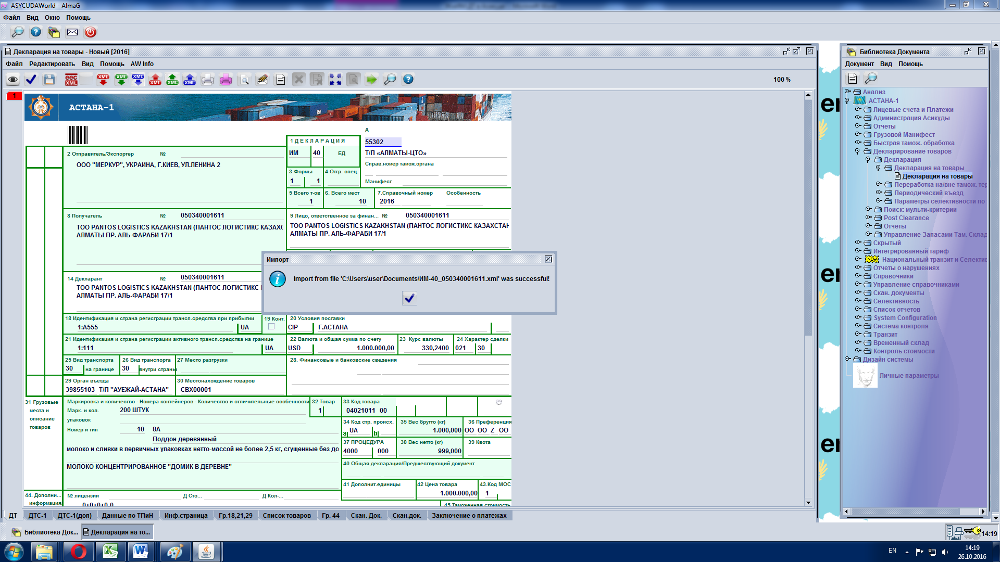 ASYCUDAWorld - AlmaG
Файл Вид Окно Помощь
Декларация на товары - Новый [2016]
Файл Редактировать Вид Помощь AW Info
eec XML XML XML XML XML XML XML
100 %
1
АСТАНА-1
A
1 Д Е К Л А Р А Ц И Я
55302
2 Отправитель/Экспортер №
ИМ 40 ЕД
Т/П «АЛМАТЫ-ЦТО»
ООО "МЕРКУР", УКРАИНА, Г.КИЕВ, УЛ.ЛЕНИНА 2
Справ.номер тамож.органа
3 Формы 4 Отгр. спец.
1 1
Манифест
5 Всего т-ов 6. Всего мест 7.Справочный номер Особенность
1 10 2016
8 Получатель № 050340001611
9 Лицо, ответственное за финан... № 050340001611
ТОО PANTOS LOGISTICS KAZAKHSTAN (ПАНТОС ЛОГИСТИКС КАЗАХС
АЛМАТЫ ПР. АЛЬ-ФАРАБИ 17/1
ТОО PANTOS LOGISTICS KAZAKHSTAN (ПАНТОС ЛОГИСТИКС КАЗАХСТАН
АЛМАТЫ ПР. АЛЬ-ФАРАБИ 17/1
Импорт
Import from file 'C:\Users\user\Documents\ИМ-40_050340001611.xml' was successful!
14 Декларант № 050340001611
ТОО PANTOS LOGISTICS KAZAKHSTAN (ПАНТОС ЛОГИСТИКС
АЛМАТЫ ПР. АЛЬ-ФАРАБИ 17/1
18 Идентификация и страна регистрации трансп.средства при прибытии 19 Конт. 20 Условия поставки
1:A555 UA CIP Г.АСТАНА
21 Идентификация и страна регистрации активного трансп.средства на границе 22 Валюта и общая сумма по счету 23 Курс валюты 24 Характер сделки
1:111 UA USD 1.000.000,00 330,2400 021 30
25 Вид транспорта 26 Вид транспорта 27 Место разгрузки 28. Финансовые и банковские сведения
30 на границе 30 внутри страны
29 Орган въезда 30 Местонахождение товаров
39855103 Т/П "АУЕЖАЙ-АСТАНА" СВХ00001
31 Грузовые места и описание товаров
Маркировка и количество - Номера контейнеров - Количество и отличительные особенности 32 Товар 33 Код товара
Марк. и кол. упаковок 200 ШТУК 1 04021011 00
34 Код стр. происх. 35 Вес брутто (кг) 36 Преференция
Номер и тип 10 8A a UA b 1.000,000 ОО ОО Z ОО
Поддон деревянный
37 ПРОЦЕДУРА 38 Вес нетто (кг) 39 Квота
молоко и сливки в первичных упаковках нетто-массой не более 2,5 кг, сгущенные без до
4000 000 999,000
40 Общая декларация/Предшествующий документ
МОЛОКО КОНЦЕНТРИРОВАННОЕ "ДОМИК В ДЕРЕВНЕ"
41 Дополнит.единицы 42 Цена товара 43.Код МОС
1.000.000,00 1
44. Дополни... информация № лицензии Д Сто... Д Кол-...
0+0+0+0-0 45 Таможенная стоимость
ДТ ДТС-1 ДТС-1(доп) Данные по ТПиН Инф.страница Гр.18,21,29 Список товаров Гр. 44 Скан. Док. Скан.док. Заключение о платежах
Библиотека Документа
Документ Вид Помощь
Анализ
АСТАНА-1
Лицевые счета и Платежи
Администрация Асикуды
Отчеты
Грузовой Манифест
Быстрая тамож. обработка
Декларирование товаров
Декларация
Декларация на товары
Декларация на товары
Переработка на/вне тамож. тер
Периодический въезд
Параметры селективности по
Поиск: мульти-критерии
Post Clearance
Отчеты
Управление Запасами Там. Склад
Скрытый
Интегрированный тариф
NEW Национальный транзит и Селектив
Отчеты о нарушениях
Справочники
Управление справочниками
Скан. документы
Селективность
Список отчетов
System Configuration
Система контроля
Транзит
Временный склад
Контроль стоимости
Дизайн системы
Личные параметры
Библиотека Док... Декларация на то...
14:19
EN
14:19
26.10.2016